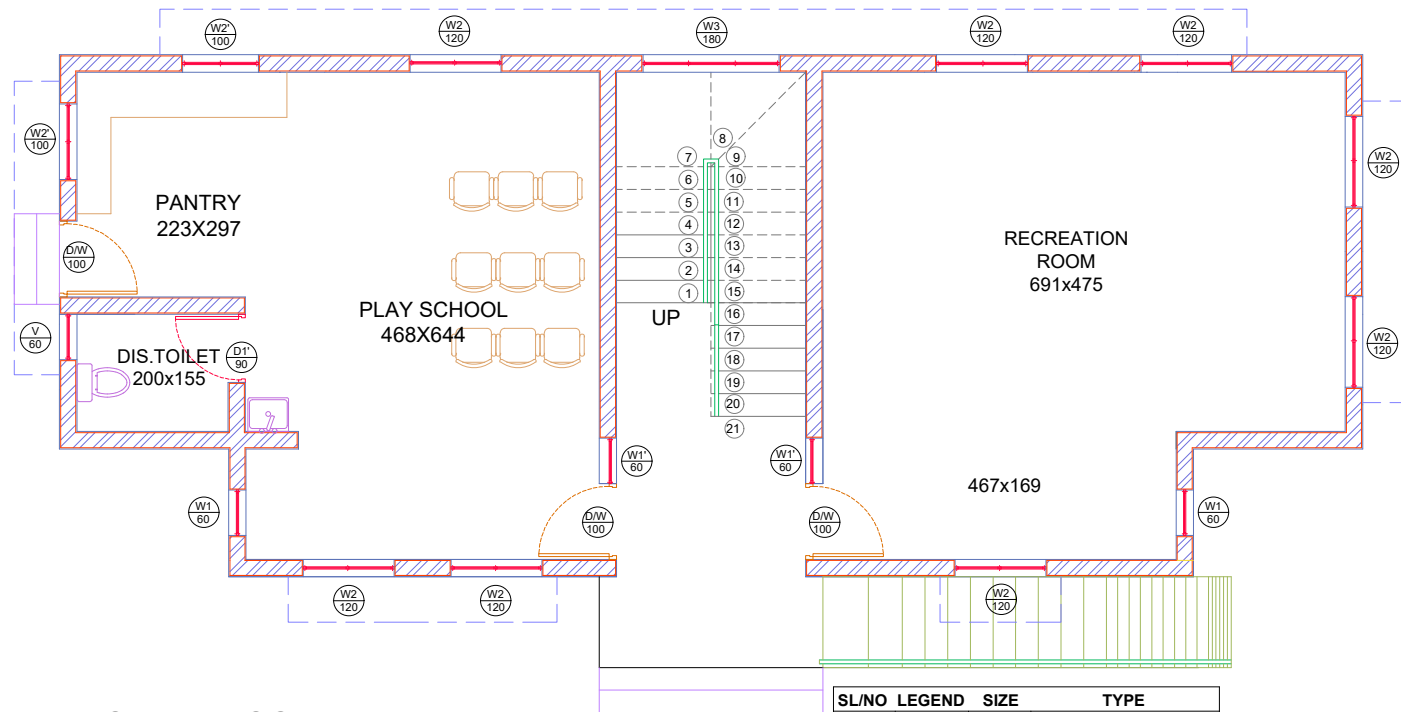 W2'
100
W2
120
W3
180
W2
120
W2
120
W2'
100
W2
120
PANTRY
223X297
D/W
100
7
6
5
4
3
2
1
UP
8
9
10
11
12
13
14
15
16
17
18
19
20
21
RECREATION
ROOM
691x475
PLAY SCHOOL
468X644
V
60
DIS.TOILET
200x155
D1'
90
W2
120
W1'
60
W1'
60
467x169
W1
60
D/W
100
D/W
100
W1
60
W2
120
W2
120
W2
120
SL/NO LEGEND SIZE TYPE